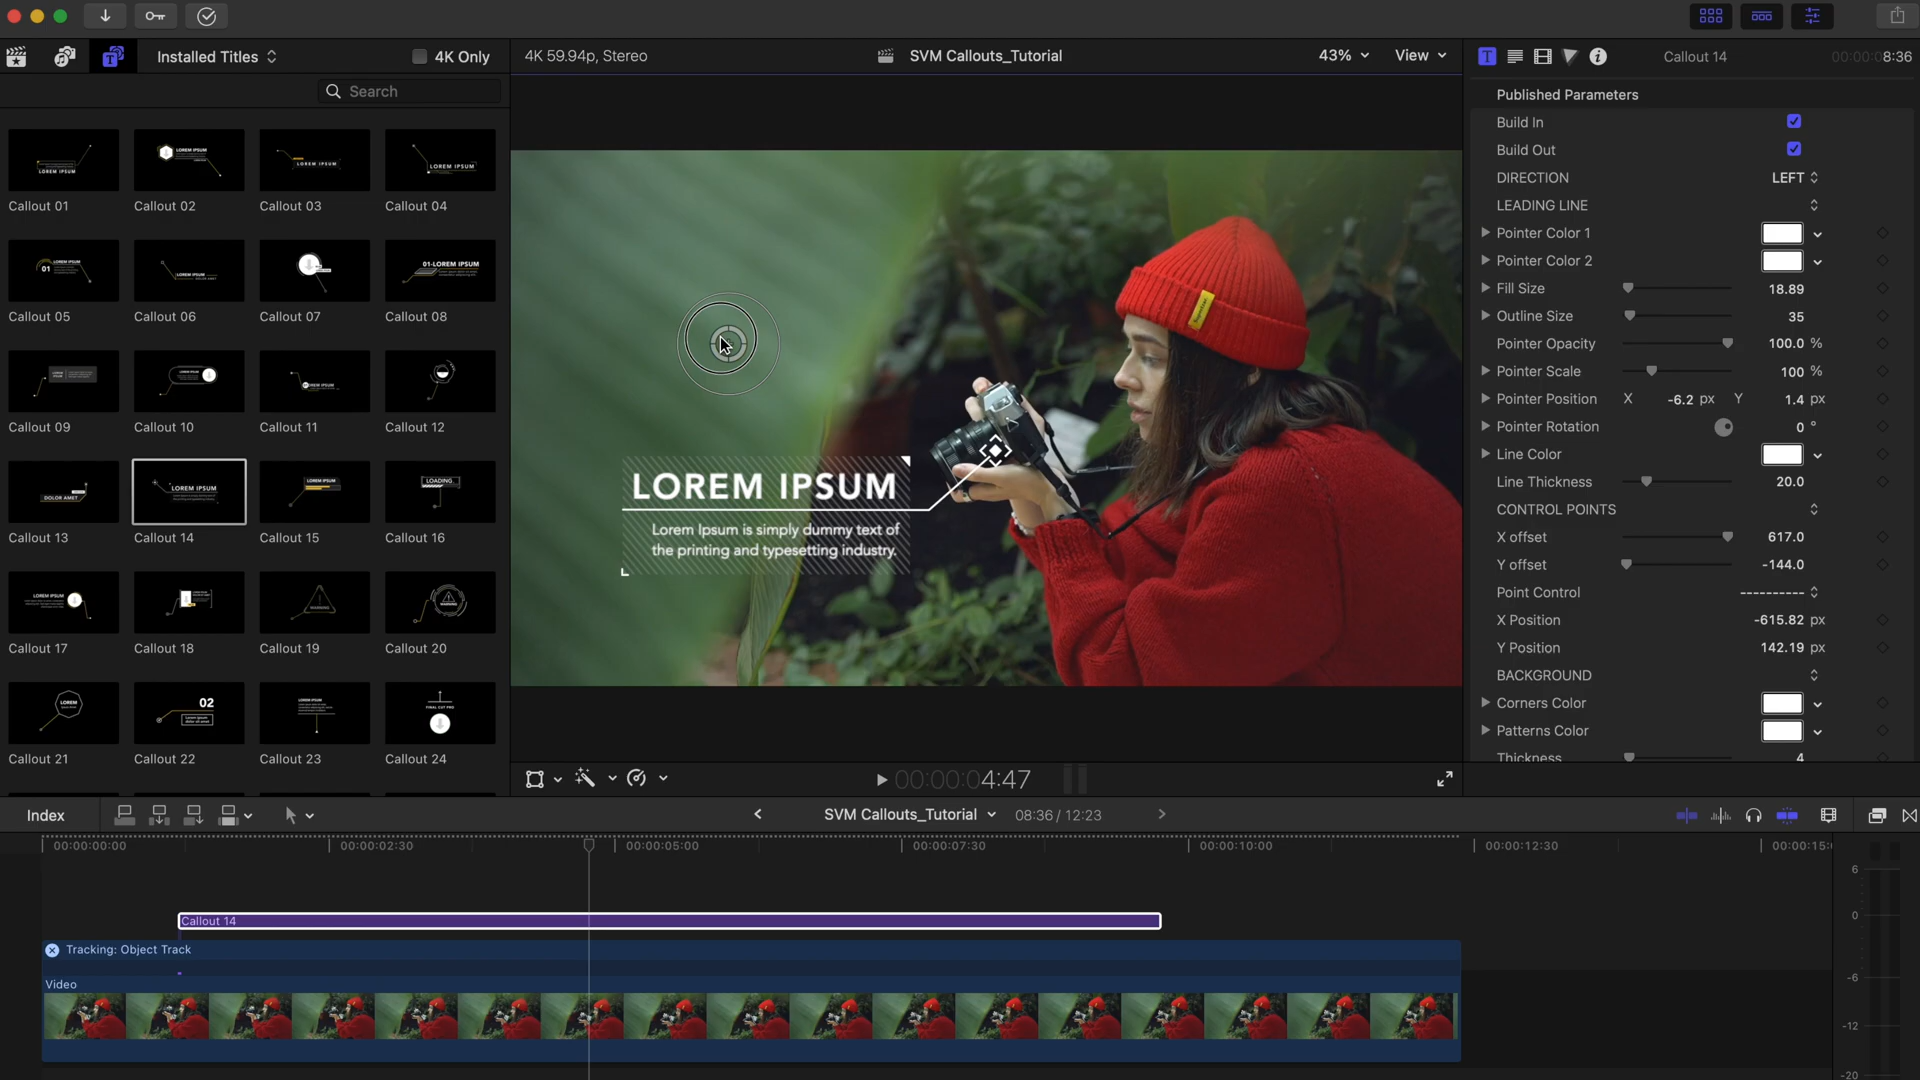 Installed Titles
4K Only
4K 59.94p, Stereo
SVM Callouts_Tutorial
43%
View
Callout 14
00:00:08:36
Search
Published Parameters
Build In
Build Out
DIRECTION LEFT
LEADING LINE
Pointer Color 1
Pointer Color 2
Fill Size 18.89
Outline Size 35
Pointer Opacity 100.0 %
Pointer Scale 100 %
Pointer Position X -6.2 px Y 1.4 px
Pointer Rotation 0 °
Line Color
Line Thickness 20.0
CONTROL POINTS
X offset 617.0
Y offset -144.0
Point Control ----------
X Position -615.82 px
Y Position 142.19 px
BACKGROUND
Corners Color
Patterns Color
Thickness 4
Callout 01 Callout 02 Callout 03 Callout 04
Callout 05 Callout 06 Callout 07 Callout 08
Callout 09 Callout 10 Callout 11 Callout 12
Callout 13 Callout 14 Callout 15 Callout 16
Callout 17 Callout 18 Callout 19 Callout 20
Callout 21 Callout 22 Callout 23 Callout 24
LOREM IPSUM
Lorem Ipsum is simply dummy text of
the printing and typesetting industry.
00:00:04:47
Index
SVM Callouts_Tutorial
08:36 / 12:23
00:00:00:00
00:00:02:30
00:00:05:00
00:00:07:30
00:00:10:00
00:00:12:30
00:00:15:0
Callout 14
Tracking: Object Track
Video
6
0
-6
-12
-20